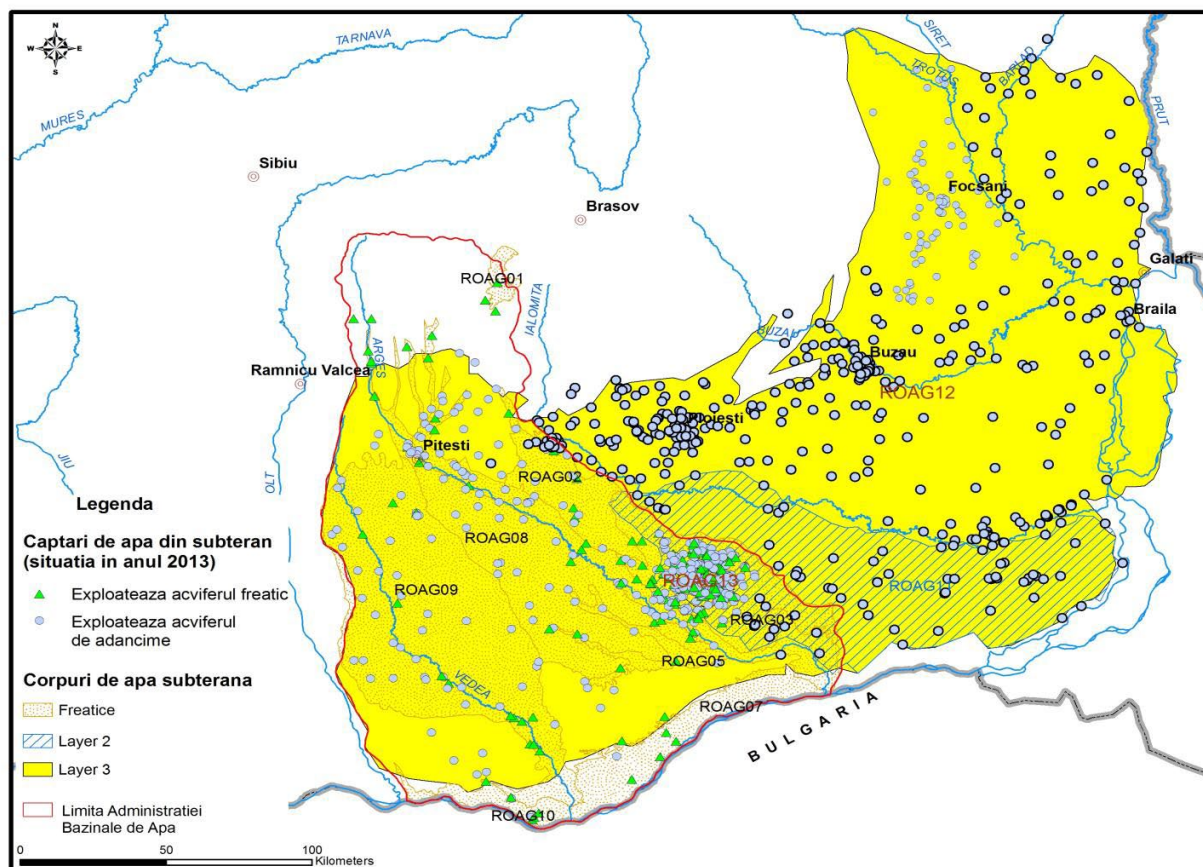 N
W E
S
TARNAVA
MURES
SIRET
TROTUS
BARLAD
PRUT
Sibiu
Focsani
Brasov
ROAG01
Galati
IALOMITA
BUZAU
Braila
ARGES
Buzau
Ramnicu Valcea
ROAG12
Ploiesti
Pitesti
JIU
OLT
ROAG02
Legenda
Captari de apa din subteran
(situatia in anul 2013)
Exploateaza acviferul freatic
Exploateaza acviferul
de adancime
Corpuri de apa subterana
Freatice
Layer 2
Layer 3
Limita Administratiei
Bazinale de Apa
ROAG08
ROAG13
ROAG11
ROAG09
ROAG03
ROAG05
VEDEA
ROAG07
BULGARIA
ROAG10
0 50 100
Kilometers